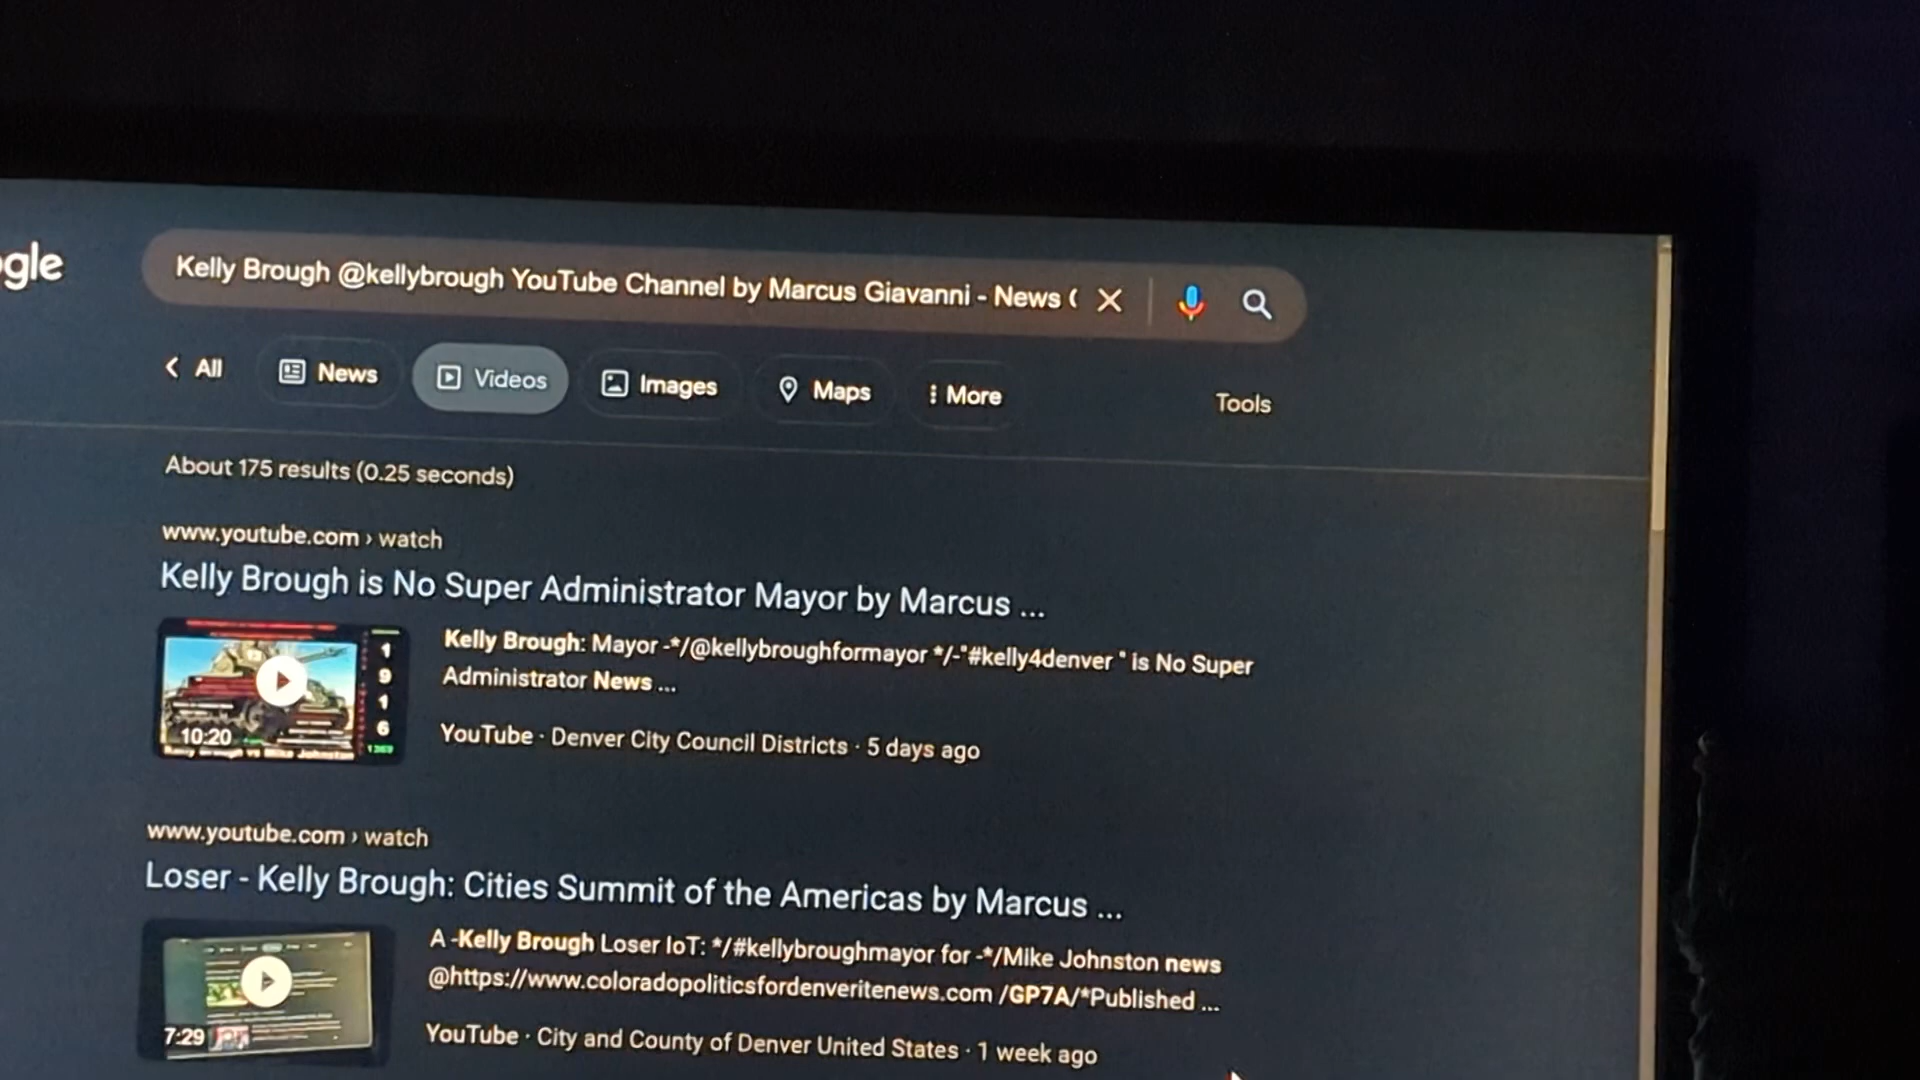 gle
Kelly Brough @kellybrough YouTube Channel by Marcus Giavanni - News
All News Videos Images Maps More Tools
About 175 results (0.25 seconds)
www.youtube.com › watch
Kelly Brough is No Super Administrator Mayor by Marcus ...
Kelly Brough: Mayor -*/@kellybroughformayor */-"#kelly4denver " is No Super
Administrator News ...
1
9
1
6
10:20
YouTube · Denver City Council Districts · 5 days ago
www.youtube.com › watch
Loser - Kelly Brough: Cities Summit of the Americas by Marcus ...
A -Kelly Brough Loser IoT: */#kellybroughmayor for -*/Mike Johnston news
@https://www.coloradopoliticsfordenveritenews.com /GP7A/*Published ...
7:29
YouTube · City and County of Denver United States · 1 week ago